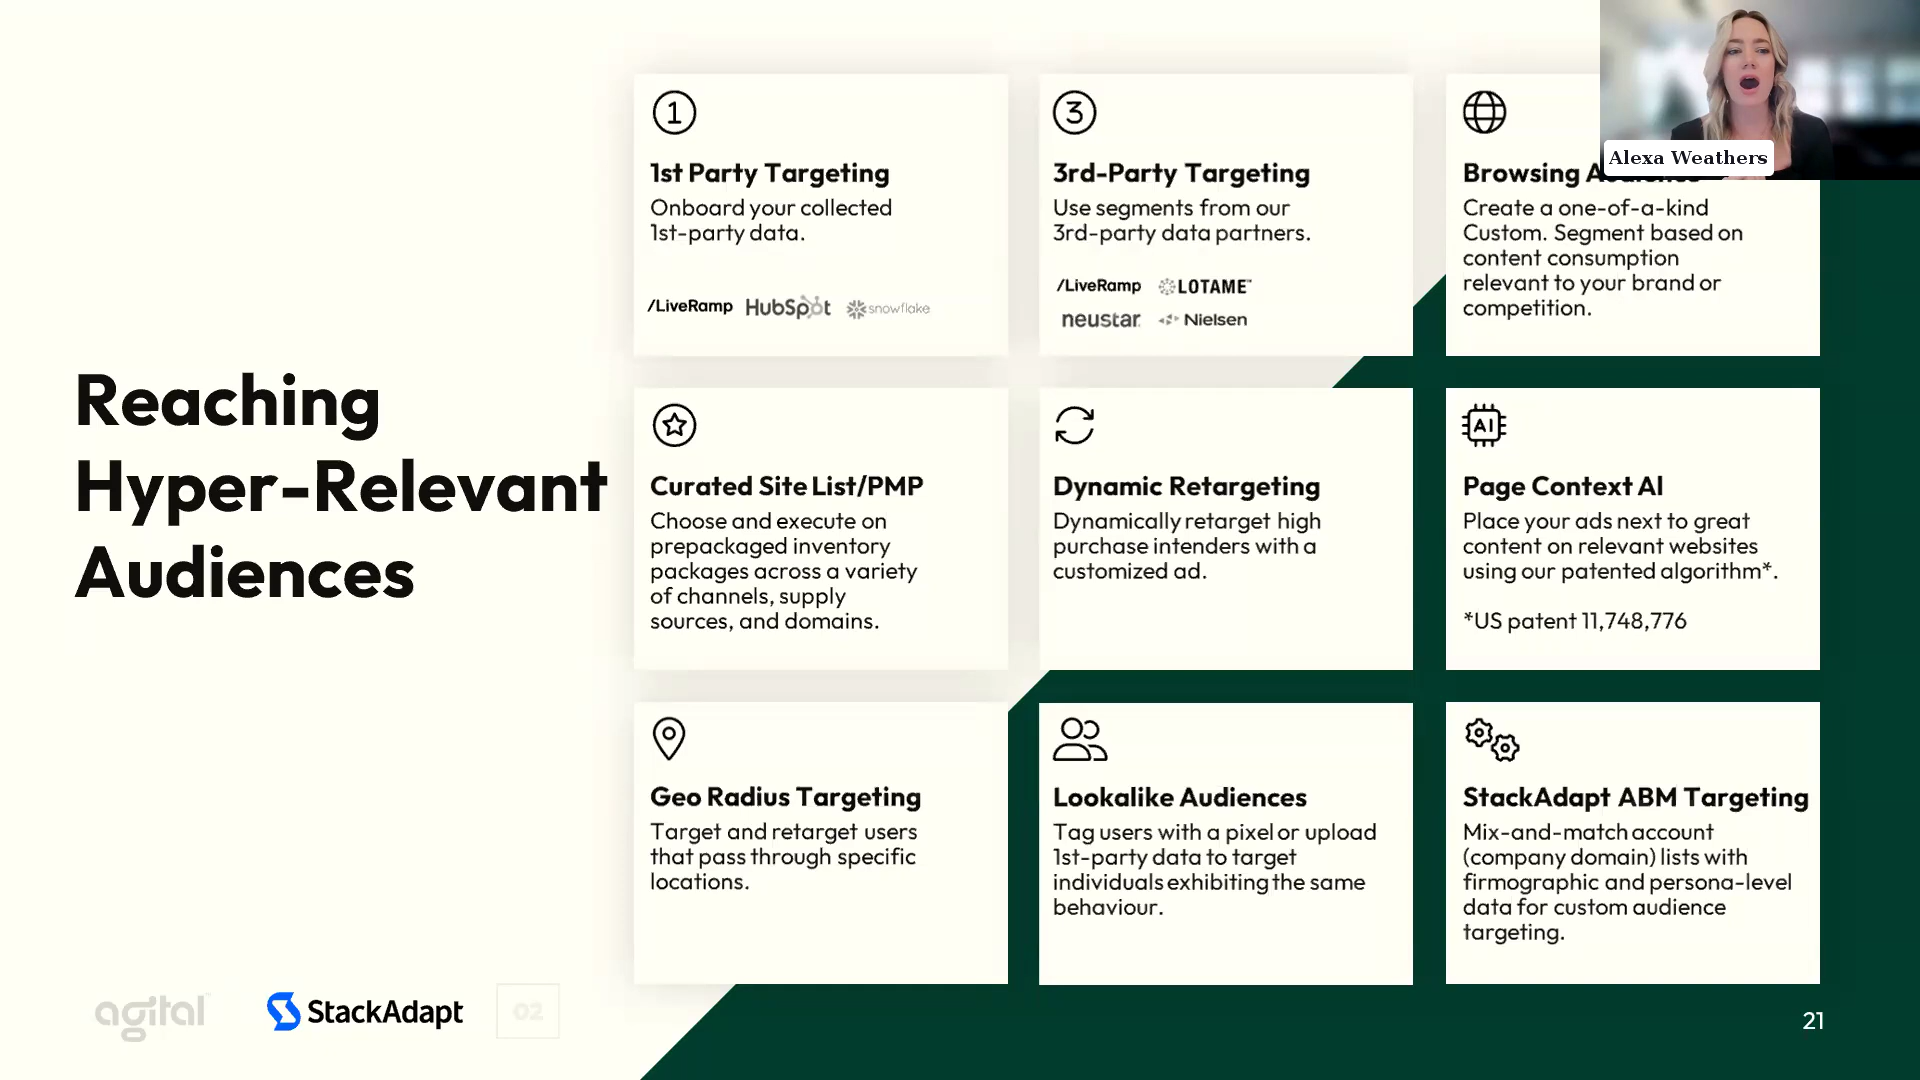 Reaching
Hyper-Relevant
Audiences
1
1st Party Targeting
Onboard your collected
1st-party data.
/LiveRamp HubSpot snowflake
3
3rd-Party Targeting
Use segments from our
3rd-party data partners.
/LiveRamp LOTAME™
neustar Nielsen
Browsing
Create a one-of-a-kind
Custom. Segment based on
content consumption
relevant to your brand or
competition.
Alexa Weathers
Curated Site List/PMP
Choose and execute on
prepackaged inventory
packages across a variety
of channels, supply
sources, and domains.
Dynamic Retargeting
Dynamically retarget high
purchase intenders with a
customized ad.
AI
Page Context AI
Place your ads next to great
content on relevant websites
using our patented algorithm*.
*US patent 11,748,776
Geo Radius Targeting
Target and retarget users
that pass through specific
locations.
Lookalike Audiences
Tag users with a pixel or upload
1st-party data to target
individuals exhibiting the same
behaviour.
StackAdapt ABM Targeting
Mix-and-match account
(company domain) lists with
firmographic and persona-level
data for custom audience
targeting.
agital StackAdapt 02
21